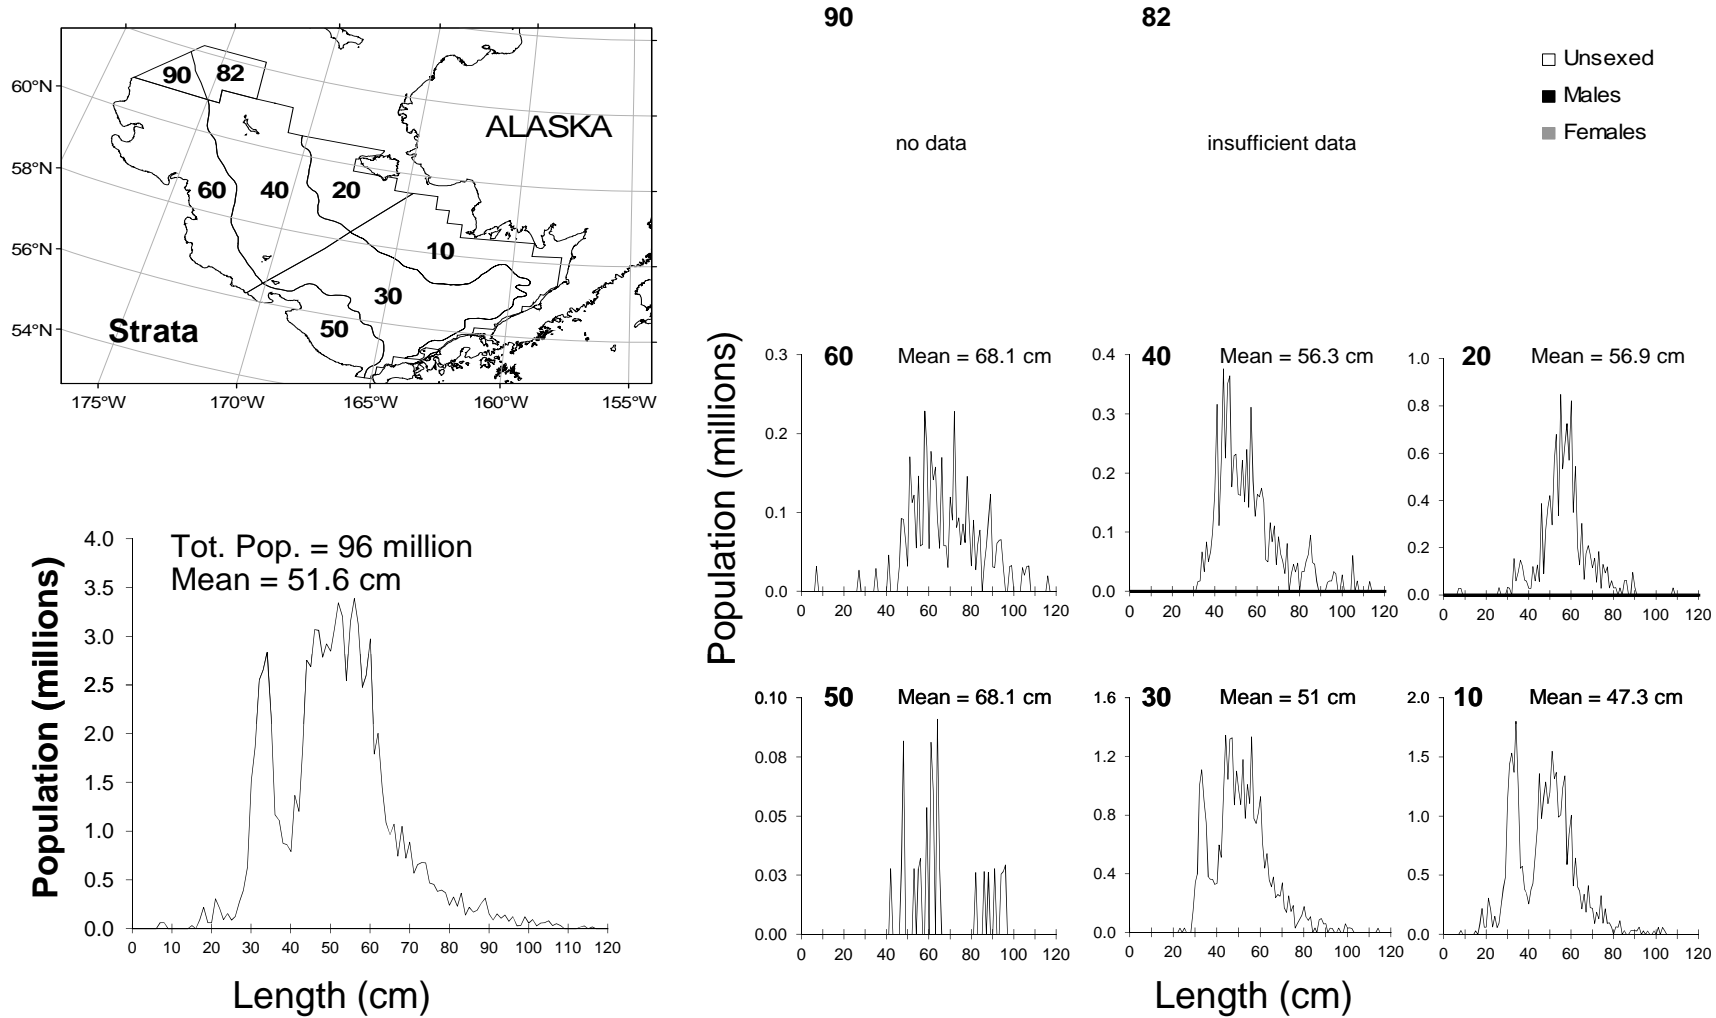 90
82
60°N
58°N
56°N
54°N
90
82
60
40
20
10
30
50
ALASKA
Strata
175°W
170°W
165°W
160°W
155°W
no data
insufficient data
Unsexed
Males
Females
Population (millions)
4.0
3.5
3.0
2.5
2.0
1.5
1.0
0.5
0.0
Tot. Pop. = 96 million
Mean = 51.6 cm
0 10 20 30 40 50 60 70 80 90 100 110 120
Length (cm)
Population (millions)
60 Mean = 68.1 cm
0.3
0.2
0.1
0.0
0 20 40 60 80 100 120
40 Mean = 56.3 cm
0.4
0.3
0.2
0.1
0.0
0 20 40 60 80 100 120
20 Mean = 56.9 cm
1.0
0.8
0.6
0.4
0.2
0.0
0 20 40 60 80 100 120
50 Mean = 68.1 cm
0.10
0.08
0.05
0.03
0.00
0 20 40 60 80 100 120
30 Mean = 51 cm
1.6
1.2
0.8
0.4
0.0
0 20 40 60 80 100 120
10 Mean = 47.3 cm
2.0
1.5
1.0
0.5
0.0
0 20 40 60 80 100 120
Length (cm)